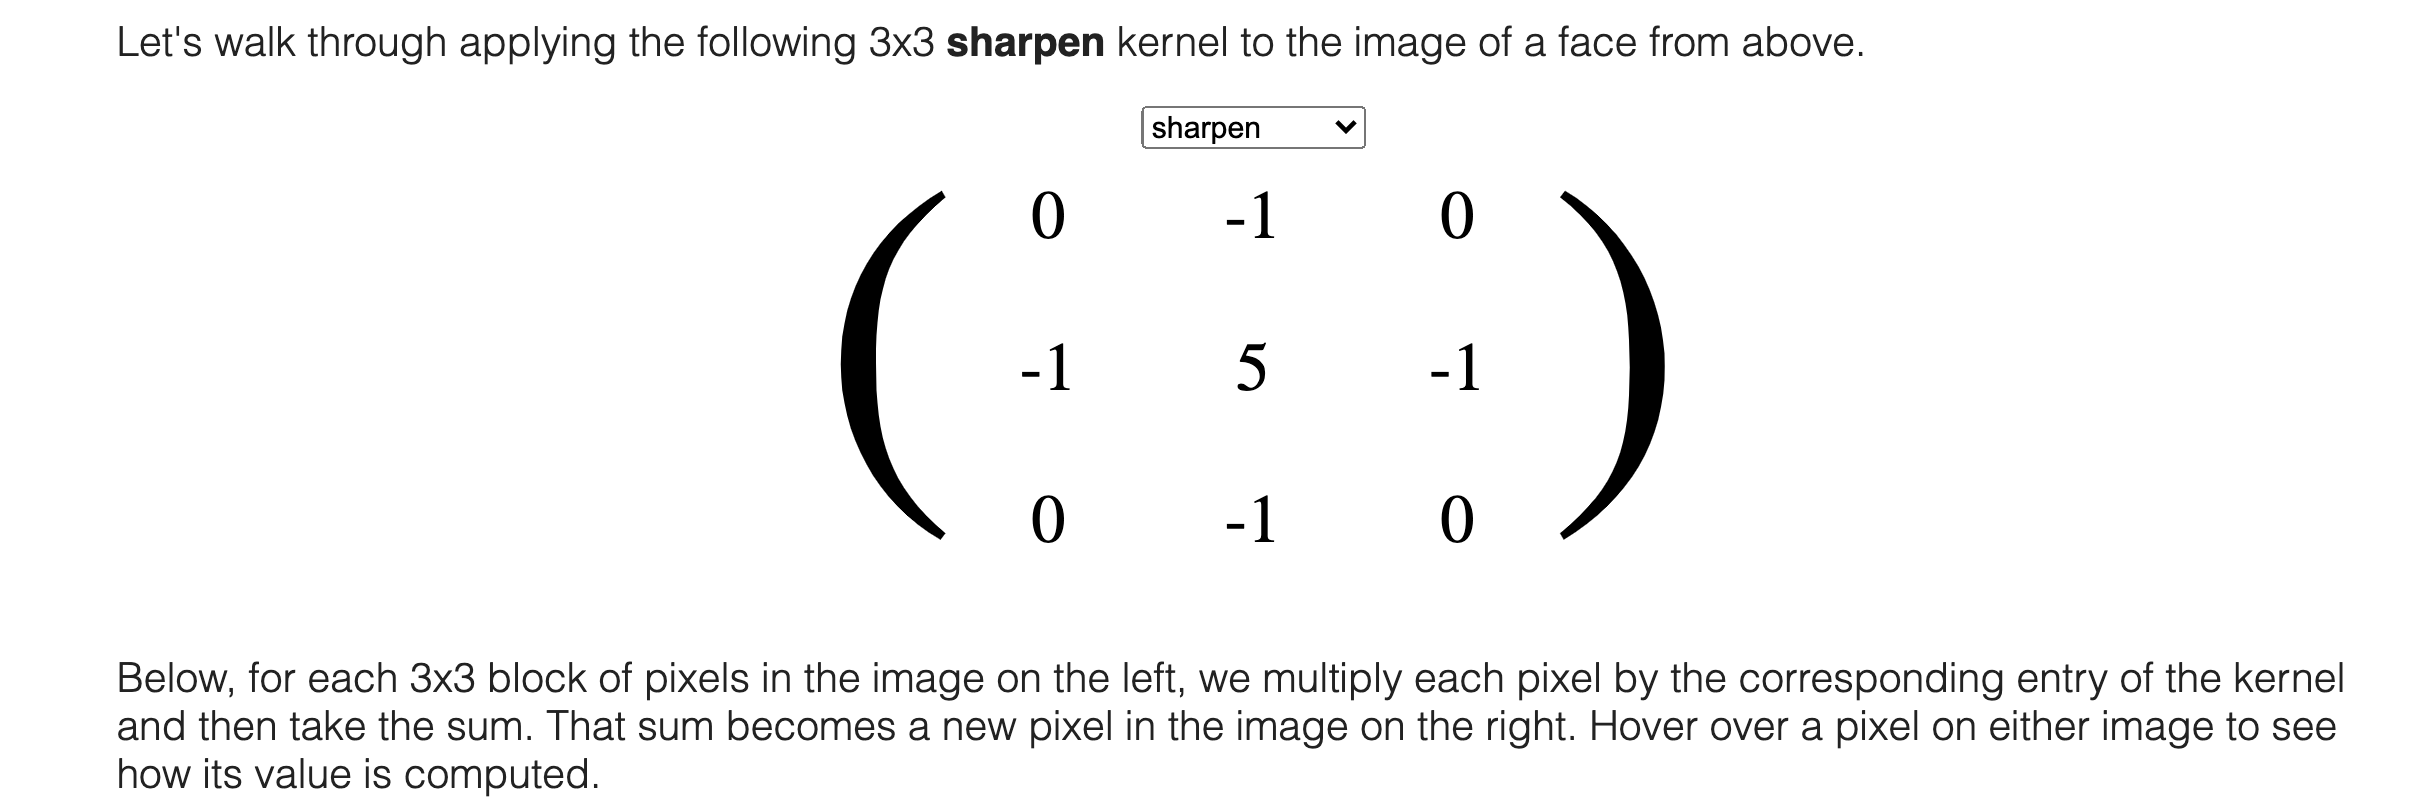 Let's walk through applying the following 3x3 sharpen kernel to the image of a face from above.
sharpen
0 -1 0
-1 5 -1
0 -1 0
Below, for each 3x3 block of pixels in the image on the left, we multiply each pixel by the corresponding entry of the kernel
and then take the sum. That sum becomes a new pixel in the image on the right. Hover over a pixel on either image to see
how its value is computed.